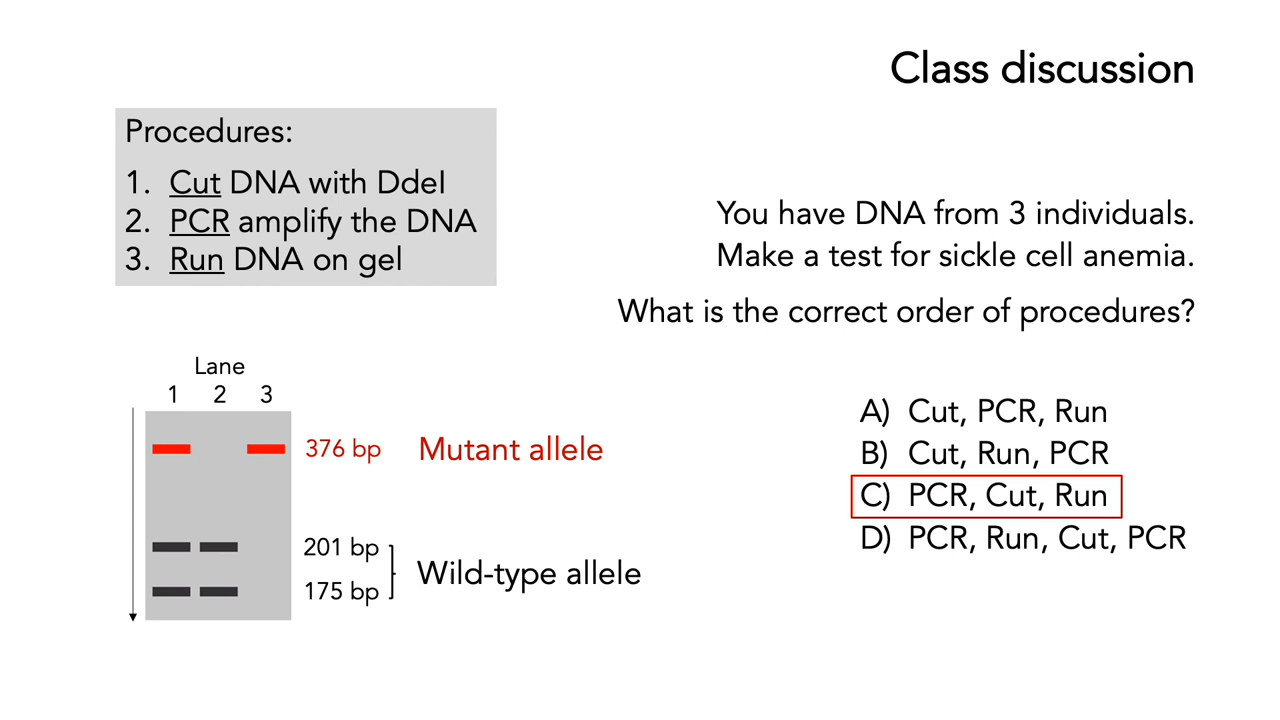 Class discussion
Procedures:
1. Cut DNA with DdeI
2. PCR amplify the DNA
3. Run DNA on gel
You have DNA from 3 individuals.
Make a test for sickle cell anemia.
What is the correct order of procedures?
Lane
1 2 3
376 bp Mutant allele
201 bp
175 bp
Wild-type allele
A) Cut, PCR, Run
B) Cut, Run, PCR
C) PCR, Cut, Run
D) PCR, Run, Cut, PCR